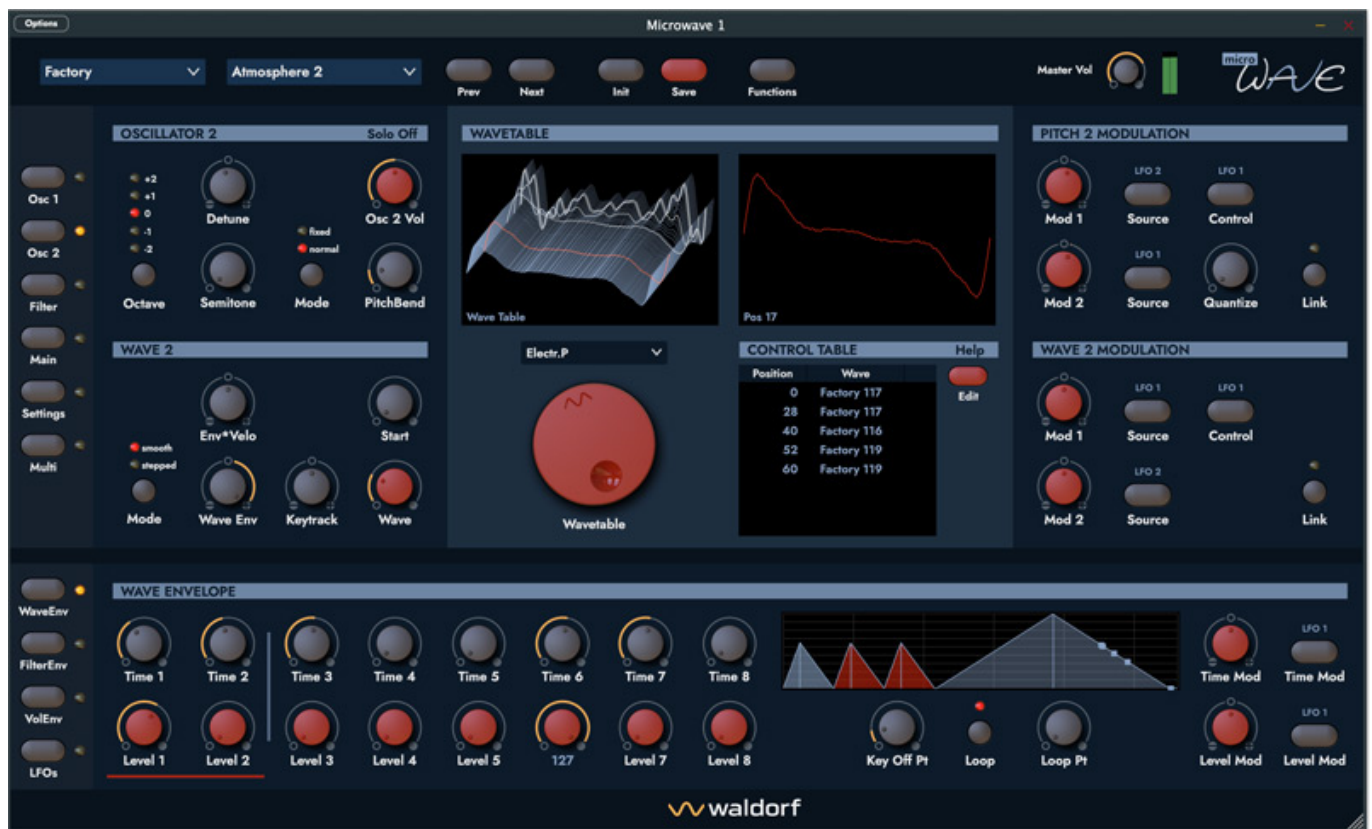 Options
Microwave 1
Factory
Atmosphere 2
Prev
Next
Init
Save
Functions
Master Vol
micro
WAVE
Osc 1
Osc 2
Filter
Main
Settings
Multi
OSCILLATOR 2 Solo Off
+2
+1
0
-1
-2
Octave
Detune
Semitone
fixed
normal
Mode
Osc 2 Vol
PitchBend
WAVE 2
smooth
stepped
Mode
Env*Velo
Start
Wave Env
Keytrack
Wave
WAVETABLE
Wave Table
Pos 17
Electr.P
Wavetable
CONTROL TABLE Help
Position Wave
0 Factory 117
28 Factory 117
40 Factory 116
52 Factory 119
60 Factory 119
Edit
PITCH 2 MODULATION
LFO 2 LFO 1
Mod 1 Source Control
LFO 1
Mod 2 Source Quantize Link
WAVE 2 MODULATION
LFO 1 LFO 1
Mod 1 Source Control
LFO 2
Mod 2 Source Link
WaveEnv
FilterEnv
VolEnv
LFOs
WAVE ENVELOPE
Time 1 Time 2 Time 3 Time 4 Time 5 Time 6 Time 7 Time 8
Level 1 Level 2 Level 3 Level 4 Level 5 127 Level 7 Level 8
Key Off Pt Loop Loop Pt
LFO 1
Time Mod Time Mod
LFO 1
Level Mod Level Mod
waldorf